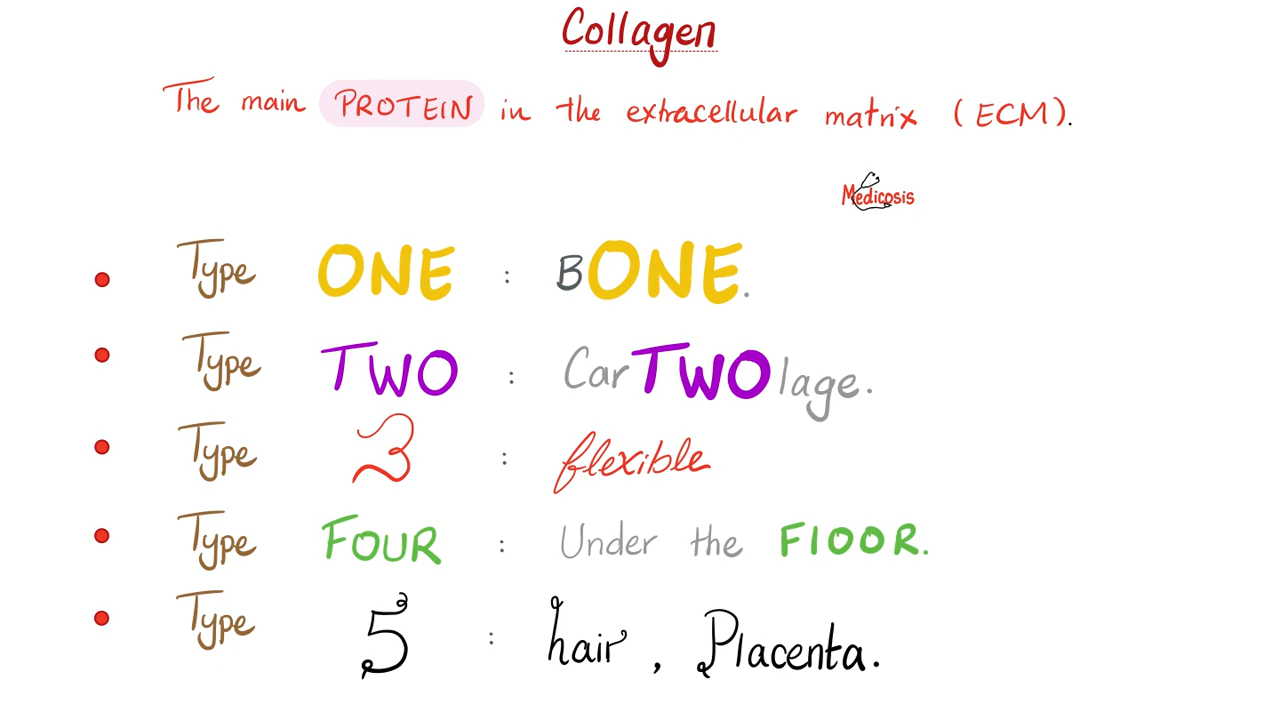 Collagen
The main PROTEIN in the extracellular matrix (ECM).
Medicosis
• Type ONE : BONE.
• Type TWO : CarTWOlage.
• Type 3 : flexible
• Type FOUR : Under the FlOOR.
• Type 5 : hair, Placenta.